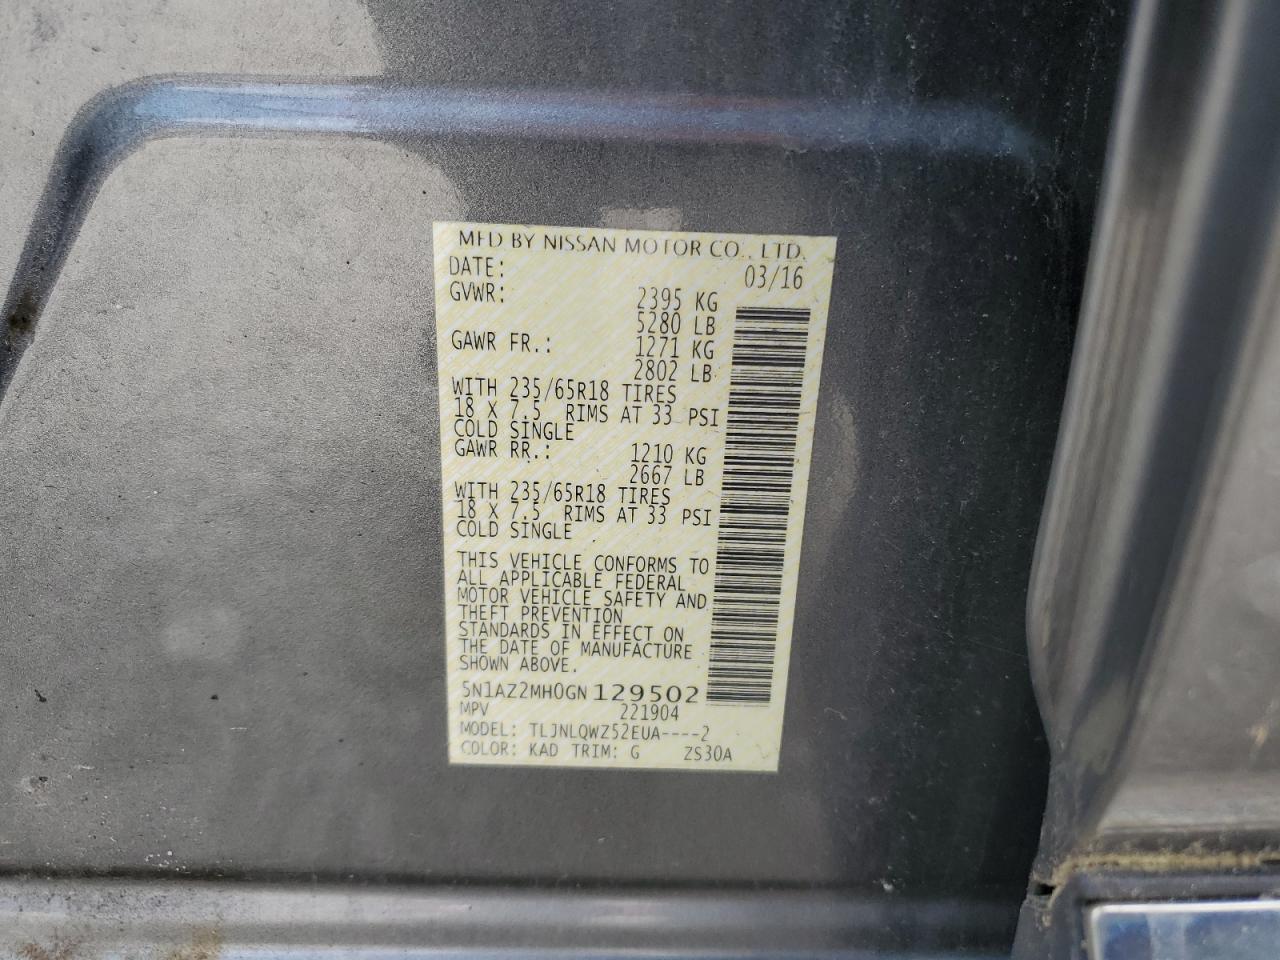 MFD BY NISSAN MOTOR CO., LTD.
DATE: 03/16
GVWR: 2395 KG
5280 LB
GAWR FR.: 1271 KG
2802 LB
WITH 235/65R18 TIRES
18 X 7.5 RIMS AT 33 PSI
COLD SINGLE
GAWR RR.: 1210 KG
2667 LB
WITH 235/65R18 TIRES
18 X 7.5 RIMS AT 33 PSI
COLD SINGLE
THIS VEHICLE CONFORMS TO
ALL APPLICABLE FEDERAL
MOTOR VEHICLE SAFETY AND
THEFT PREVENTION
STANDARDS IN EFFECT ON
THE DATE OF MANUFACTURE
SHOWN ABOVE.
5N1AZ2MH0GN129502
MPV 221904
MODEL: TLJNLQWZ52EUA----2
COLOR: KAD TRIM: G ZS30A